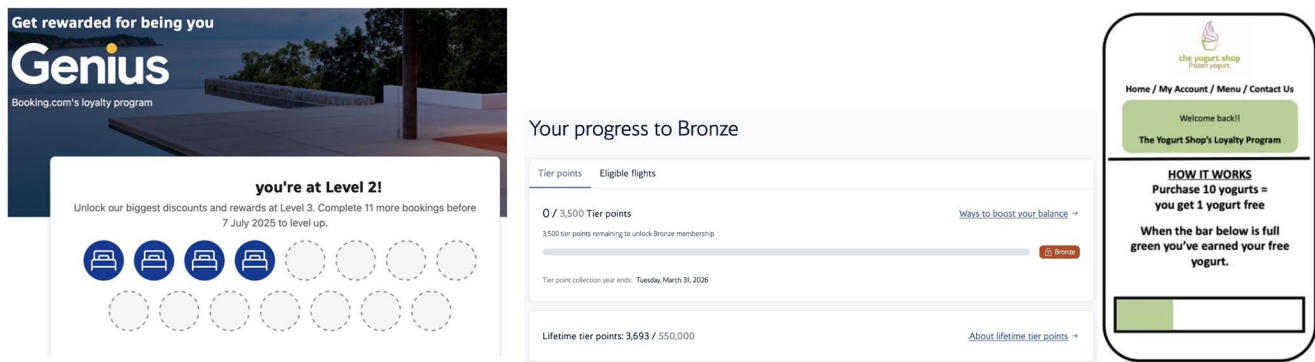 Get rewarded for being you
Genius
Booking.com's loyalty program
you're at Level 2!
Unlock our biggest discounts and rewards at Level 3. Complete 11 more bookings before
7 July 2025 to level up.
Your progress to Bronze
Tier points Eligible flights
0 / 3,500 Tier points Ways to boost your balance →
3,500 tier points remaining to unlock Bronze membership
Bronze
Tier point collection year ends: Tuesday, March 31, 2026
Lifetime tier points: 3,693 / 550,000 About lifetime tier points →
the yogurt shop
frozen yogurt
Home / My Account / Menu / Contact Us
Welcome back!!
The Yogurt Shop's Loyalty Program
HOW IT WORKS
Purchase 10 yogurts =
you get 1 yogurt free
When the bar below is full
green you've earned your free
yogurt.